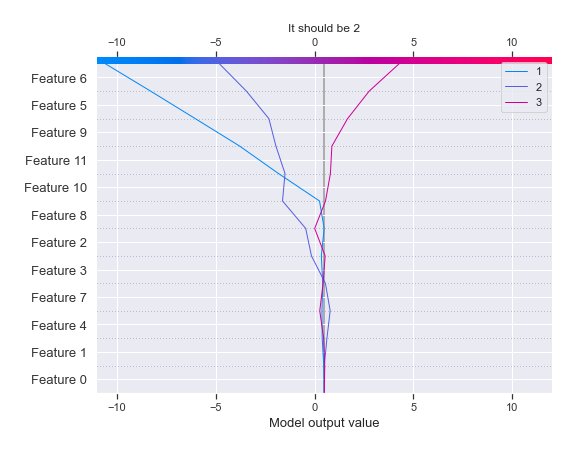 It should be 2
−10 −5 0 5 10
1
2
3
Feature 6
Feature 5
Feature 9
Feature 11
Feature 10
Feature 8
Feature 2
Feature 3
Feature 7
Feature 4
Feature 1
Feature 0
−10 −5 0 5 10
Model output value